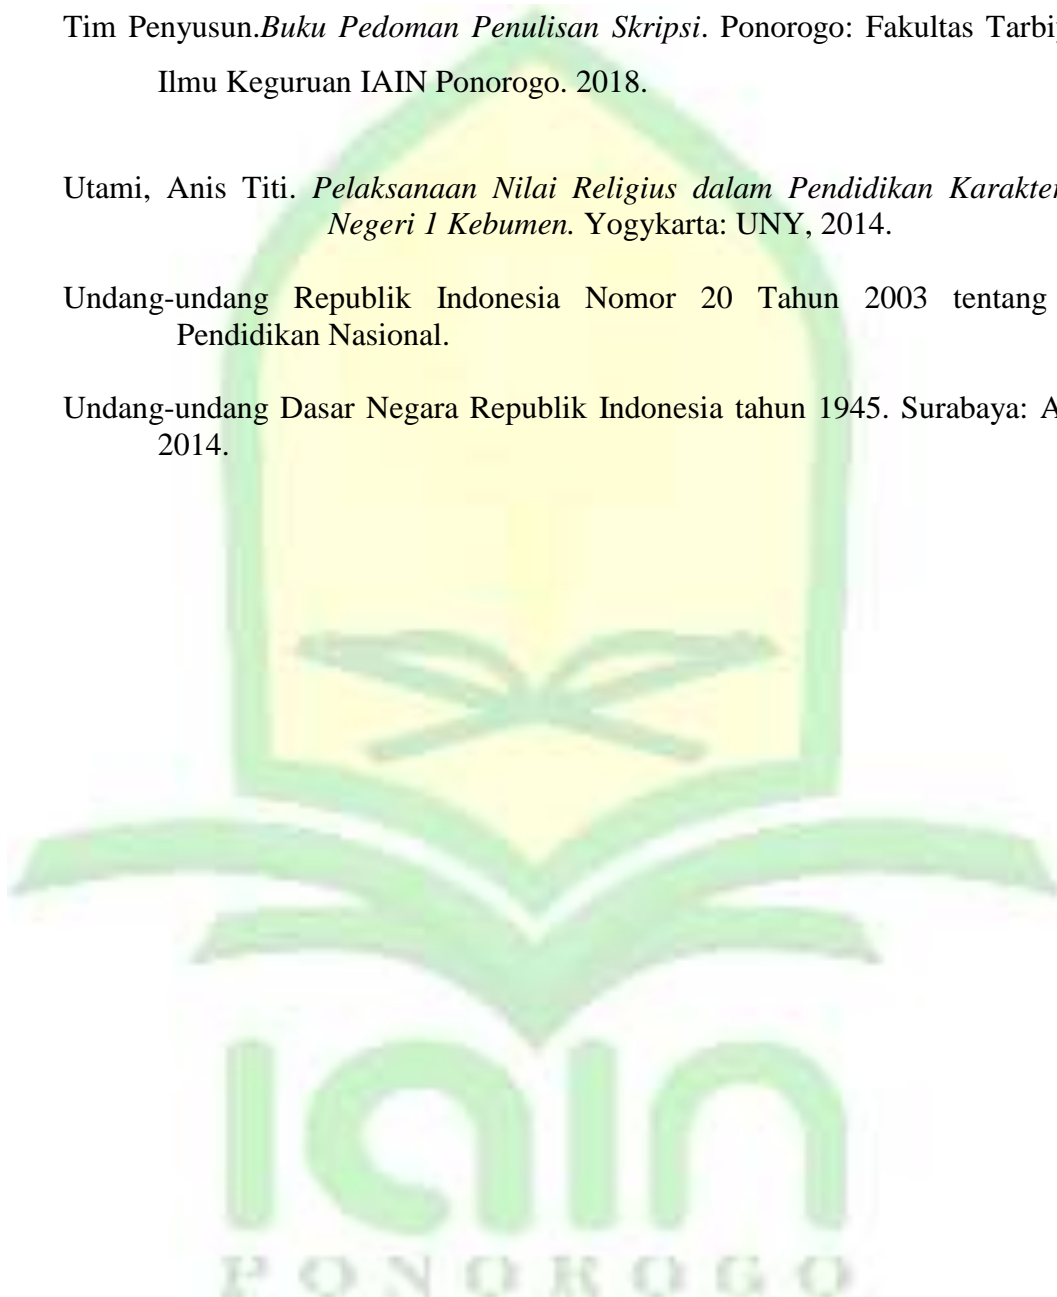 Tim Penyusun.Buku Pedoman Penulisan Skripsi. Ponorogo: Fakultas
Ilmu Keguruan IAIN Ponorogo. 2018.
Utami, Anis Titi. Pelaksanaan Nilai Religius dalam Pendidikan
Negeri 1 Kebumen. Yogykarta: UNY, 2014.
Undang-undang Republik Indonesia Nomor 20 Tahun 2003 tentang
Pendidikan Nasional.
Undang-undang Dasar Negara Republik Indonesia tahun 1945. Surabaya:
2014.
iain
PONOROGO